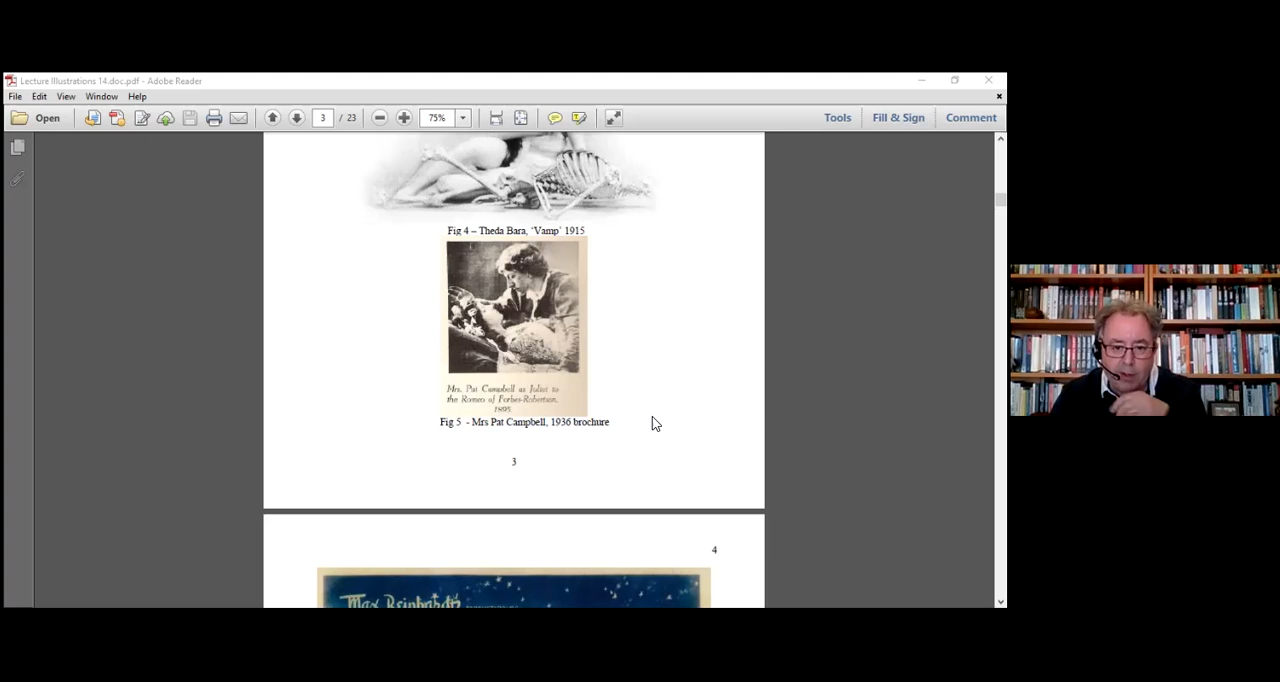 Lecture Illustrations 14.doc.pdf - Adobe Reader
File Edit View Window Help
Open 3 / 23 75% Tools Fill & Sign Comment
Fig 4 – Theda Bara, ‘Vamp’ 1915
Mrs. Pat Campbell as Juliet to
the Romeo of Forbes-Robertson.
1895
Fig 5 - Mrs Pat Campbell, 1936 brochure
3
4
Max Reinhardt's